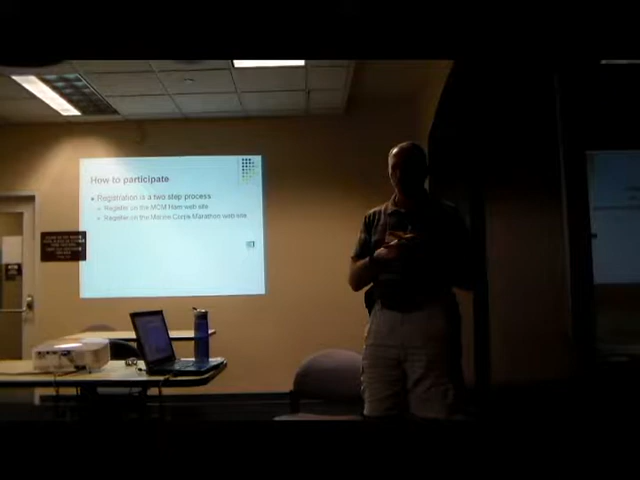 How to participate
Registration is a two step process
Register on the MCM Ham web site
Register on the Marine Corps Marathon web site